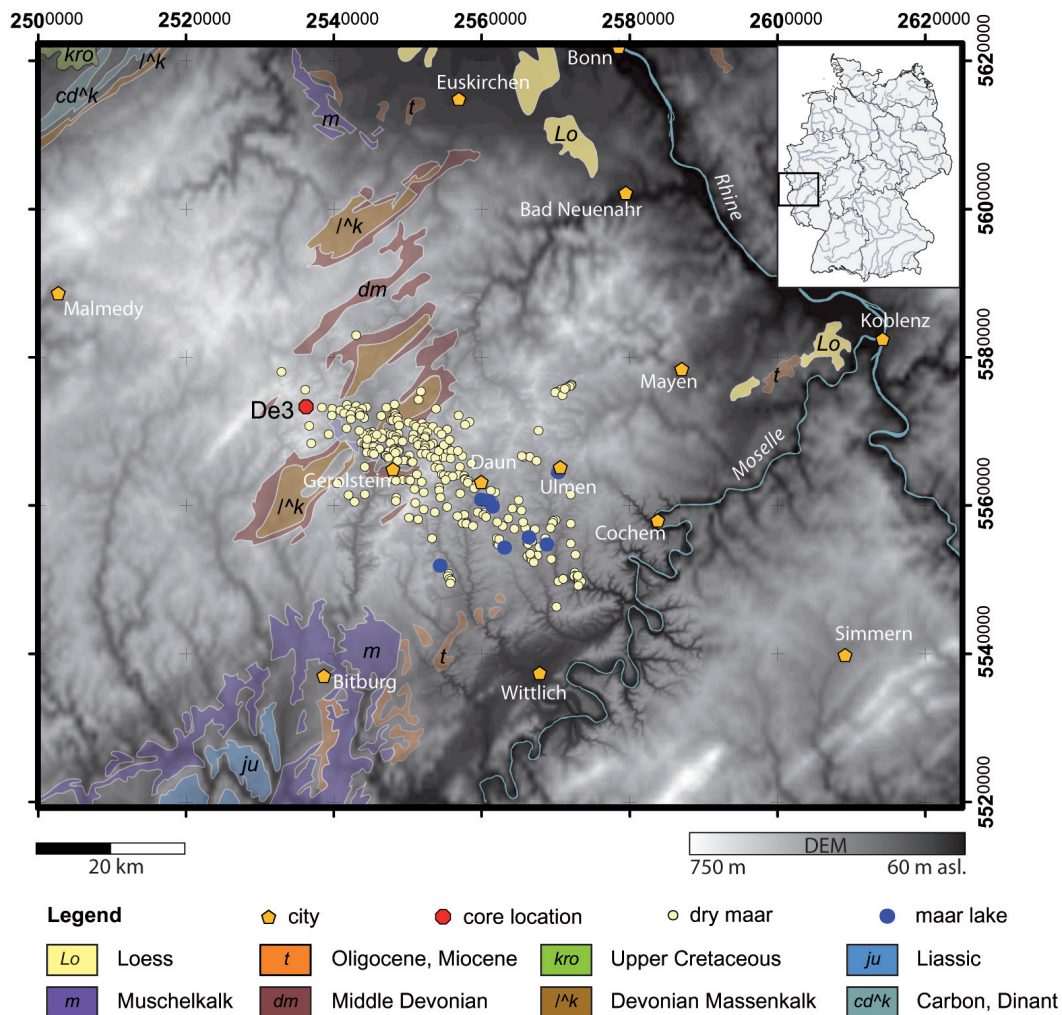 2500000 2520000 2540000 2560000 2580000 2600000 2620000
kro
/^k
cd^k
m
t
Euskirchen
Bonn
Lo
5620000
Rhine
Bad Neuenahr
5600000
/^k
dm
Malmedy
Koblenz
Lo
t
Mayen
5580000
De3
Moselle
Gerolstein
Daun
Ulmen
/^k
Cochem
5560000
m
t
Simmern
Bitburg
Wittlich
5540000
ju
5520000
20 km
DEM
750 m 60 m asl.
Legend
city
core location
dry maar
maar lake
Lo Loess
t Oligocene, Miocene
kro Upper Cretaceous
ju Liassic
m Muschelkalk
dm Middle Devonian
/^k Devonian Massenkalk
cd^k Carbon, Dinant